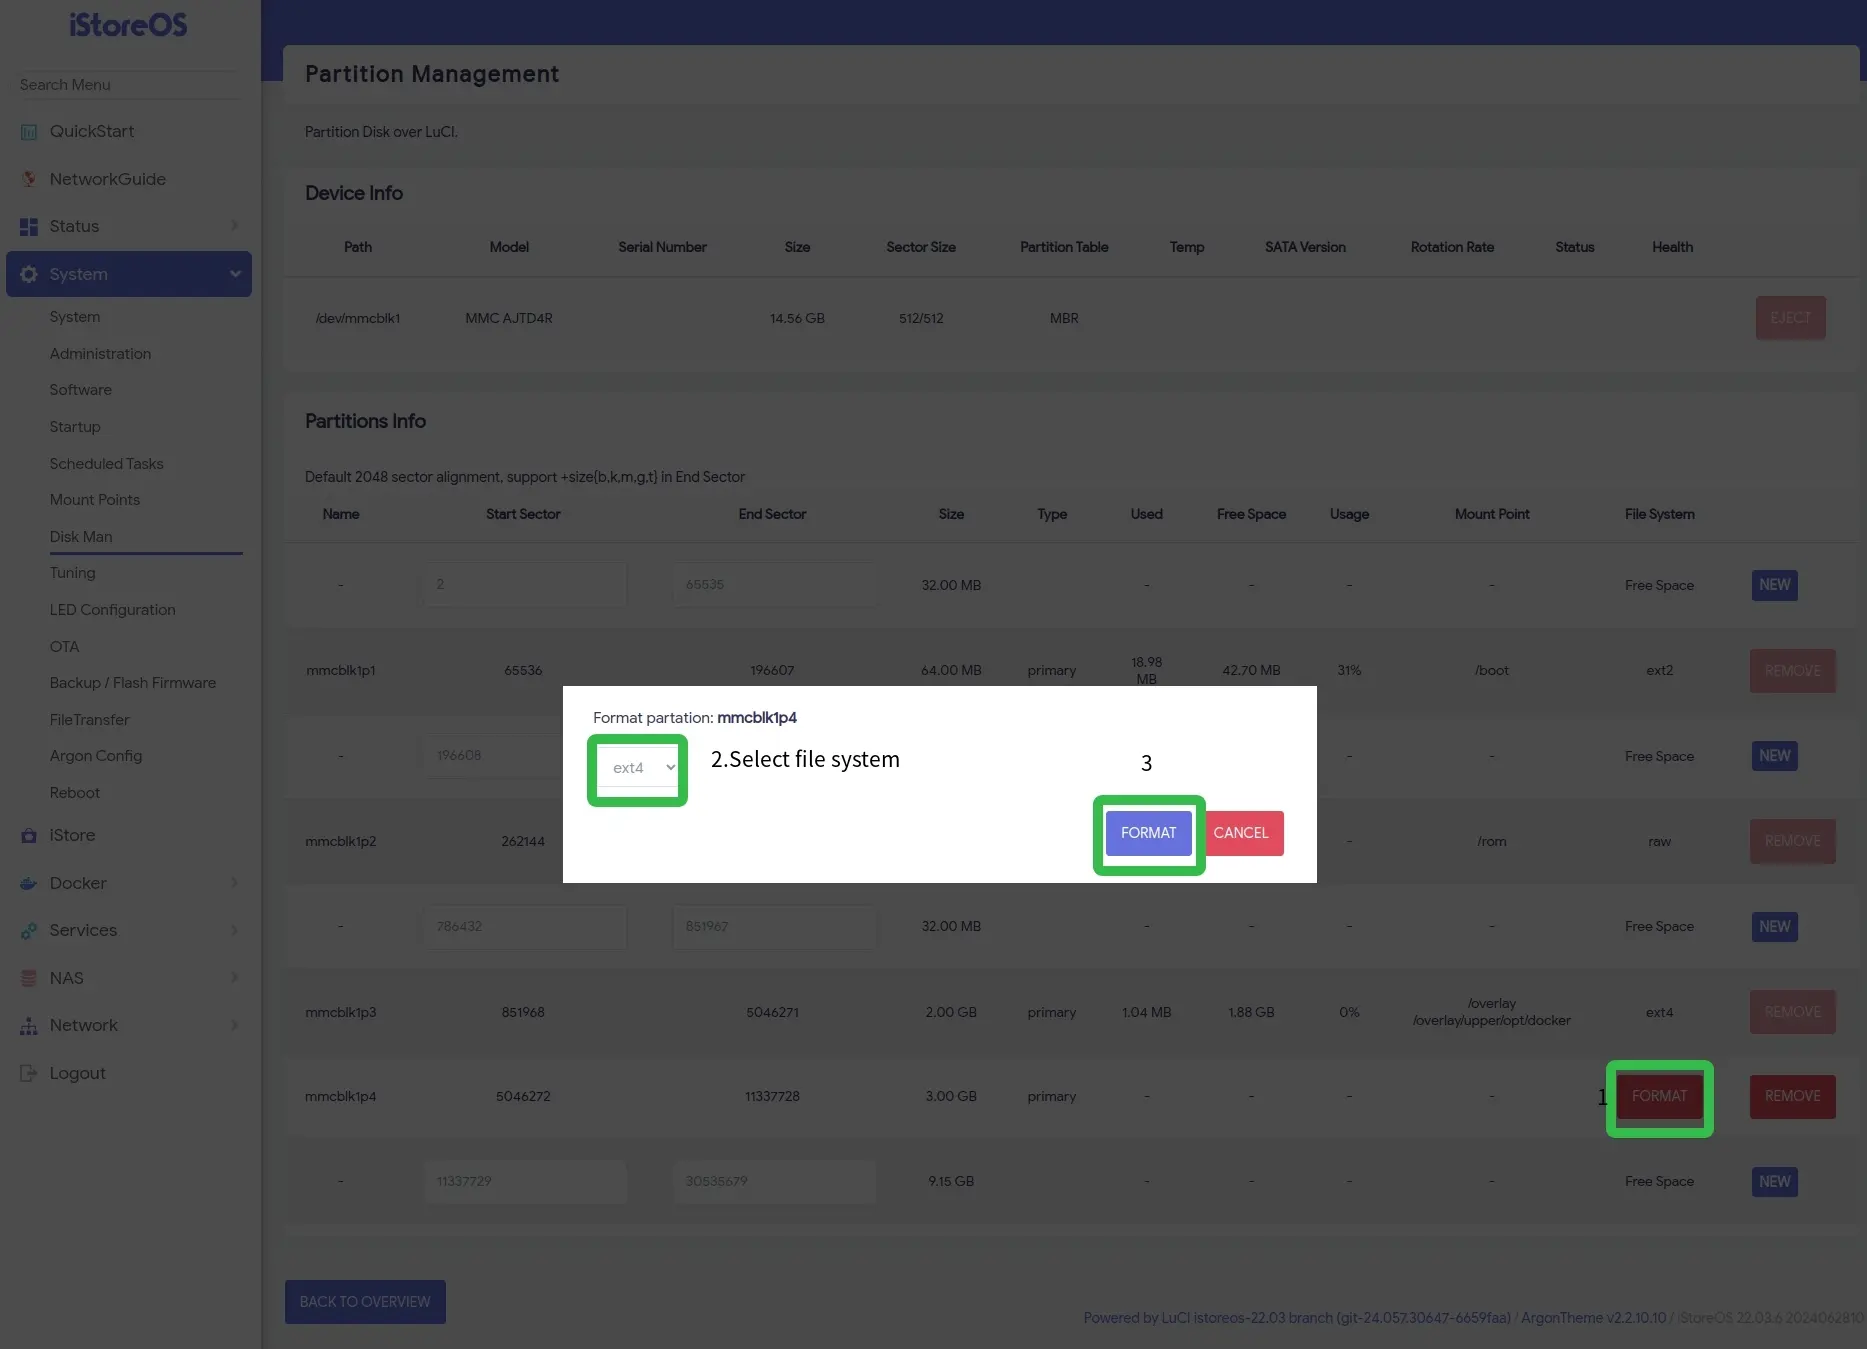 iStoreOS
Search Menu
QuickStart
NetworkGuide
Status
System
System
Administration
Software
Startup
Scheduled Tasks
Mount Points
Disk Man
Tuning
LED Configuration
OTA
Backup / Flash Firmware
FileTransfer
Argon Config
Reboot
iStore
Docker
Services
NAS
Network
Logout
Partition Management
Partition Disk over LuCI.
Device Info
Path Model Serial Number Size Sector Size Partition Table Temp SATA Version Rotation Rate Status Health
/dev/mmcblk1 MMC AJTD4R 14.56 GB 512/512 MBR EJECT
Partitions Info
Default 2048 sector alignment, support +size{b,k,m,g,t} in End Sector
Name Start Sector End Sector Size Type Used Free Space Usage Mount Point File System
- 2 65535 32.00 MB - - - - Free Space NEW
mmcblk1p1 65536 196607 64.00 MB primary 18.98 MB 42.70 MB 31% /boot ext2 REMOVE
- 196608 - - Free Space NEW
mmcblk1p2 262144 - /rom raw REMOVE
- 786432 851967 32.00 MB - - - - Free Space NEW
mmcblk1p3 851968 5046271 2.00 GB primary 1.04 MB 1.88 GB 0% /overlay /overlay/upper/opt/docker ext4 REMOVE
mmcblk1p4 5046272 11337728 3.00 GB primary - - - - 1 FORMAT REMOVE
- 11337729 30535679 9.15 GB - - - - Free Space NEW
Format partation: mmcblk1p4
ext4 2.Select file system 3
FORMAT CANCEL
BACK TO OVERVIEW
Powered by LuCI istoreos-22.03 branch (git-24.057.30647-6659faa) / ArgonTheme v2.2.10.10 / iStoreOS 22.03.6 2024062810